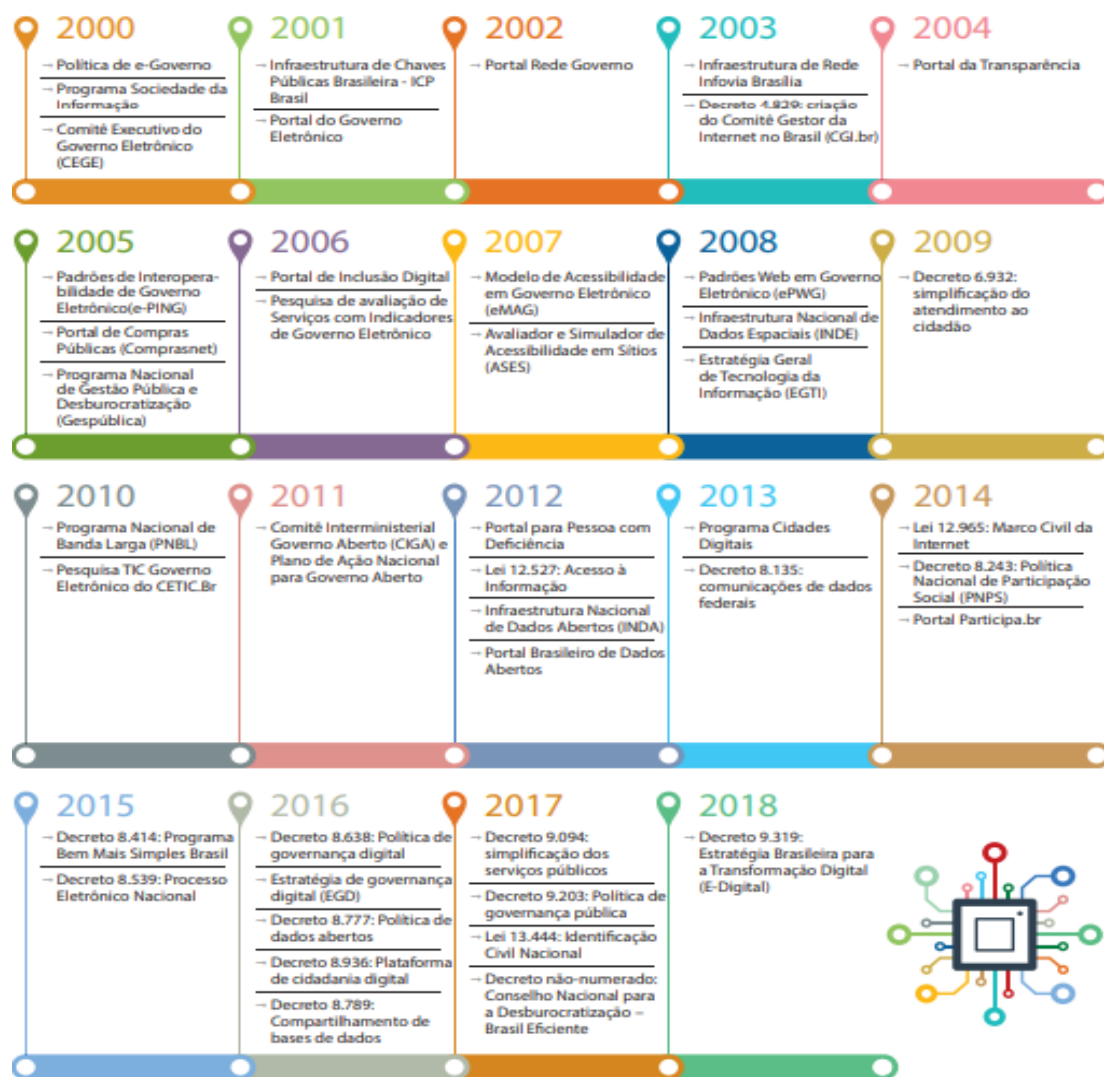 2000
→ Política de e-Governo
→ Programa Sociedade da
Informação
→ Comitê Executivo do
Governo Eletrônico
(CEGE)
2001
→ Infraestrutura de Chaves
Públicas Brasileira - ICP
Brasil
→ Portal do Governo
Eletrônico
2002
→ Portal Rede Governo
2003
→ Infraestrutura de Rede
Infovia Brasília
→ Decreto 4.829: criação
do Comitê Gestor da
Internet no Brasil (CGI.br)
2004
→ Portal da Transparência
2005
→ Padrões de Interopera-
bilidade de Governo
Eletrônico(e-PING)
→ Portal de Compras
Públicas (Comprasnet)
→ Programa Nacional
de Gestão Pública e
Desburocratização
(Gespública)
2006
→ Portal de Inclusão Digital
→ Pesquisa de avaliação de
Serviços com Indicadores
de Governo Eletrônico
2007
→ Modelo de Acessibilidade
em Governo Eletrônico
(eMAG)
→ Avaliador e Simulador de
Acessibilidade em Sítios
(ASES)
2008
→ Padrões Web em Governo
Eletrônico (ePWG)
→ Infraestrutura Nacional de
Dados Espaciais (INDE)
→ Estratégia Geral
de Tecnologia da
Informação (EGTI)
2009
→ Decreto 6.932:
simplificação do
atendimento ao
cidadão
2010
→ Programa Nacional de
Banda Larga (PNBL)
→ Pesquisa TIC Governo
Eletrônico do CETIC.Br
2011
→ Comitê Interministerial
Governo Aberto (CIGA) e
Plano de Ação Nacional
para Governo Aberto
2012
→ Portal para Pessoa com
Deficiência
→ Lei 12.527: Acesso à
Informação
→ Infraestrutura Nacional
de Dados Abertos (INDA)
→ Portal Brasileiro de Dados
Abertos
2013
→ Programa Cidades
Digitais
→ Decreto 8.135:
comunicações de dados
federais
2014
→ Lei 12.965: Marco Civil da
Internet
→ Decreto 8.243: Política
Nacional de Participação
Social (PNPS)
→ Portal Participa.br
2015
→ Decreto 8.414: Programa
Bem Mais Simples Brasil
→ Decreto 8.539: Processo
Eletrônico Nacional
2016
→ Decreto 8.638: Política de
governança digital
→ Estratégia de governança
digital (EGD)
→ Decreto 8.777: Política de
dados abertos
→ Decreto 8.936: Plataforma
de cidadania digital
→ Decreto 8.789:
Compartilhamento de
bases de dados
2017
→ Decreto 9.094:
simplificação dos
serviços públicos
→ Decreto 9.203: Política de
governança pública
→ Lei 13.444: Identificação
Civil Nacional
→ Decreto não-numerado:
Conselho Nacional para
a Desburocratização –
Brasil Eficiente
2018
→ Decreto 9.319:
Estratégia Brasileira para
a Transformação Digital
(E-Digital)